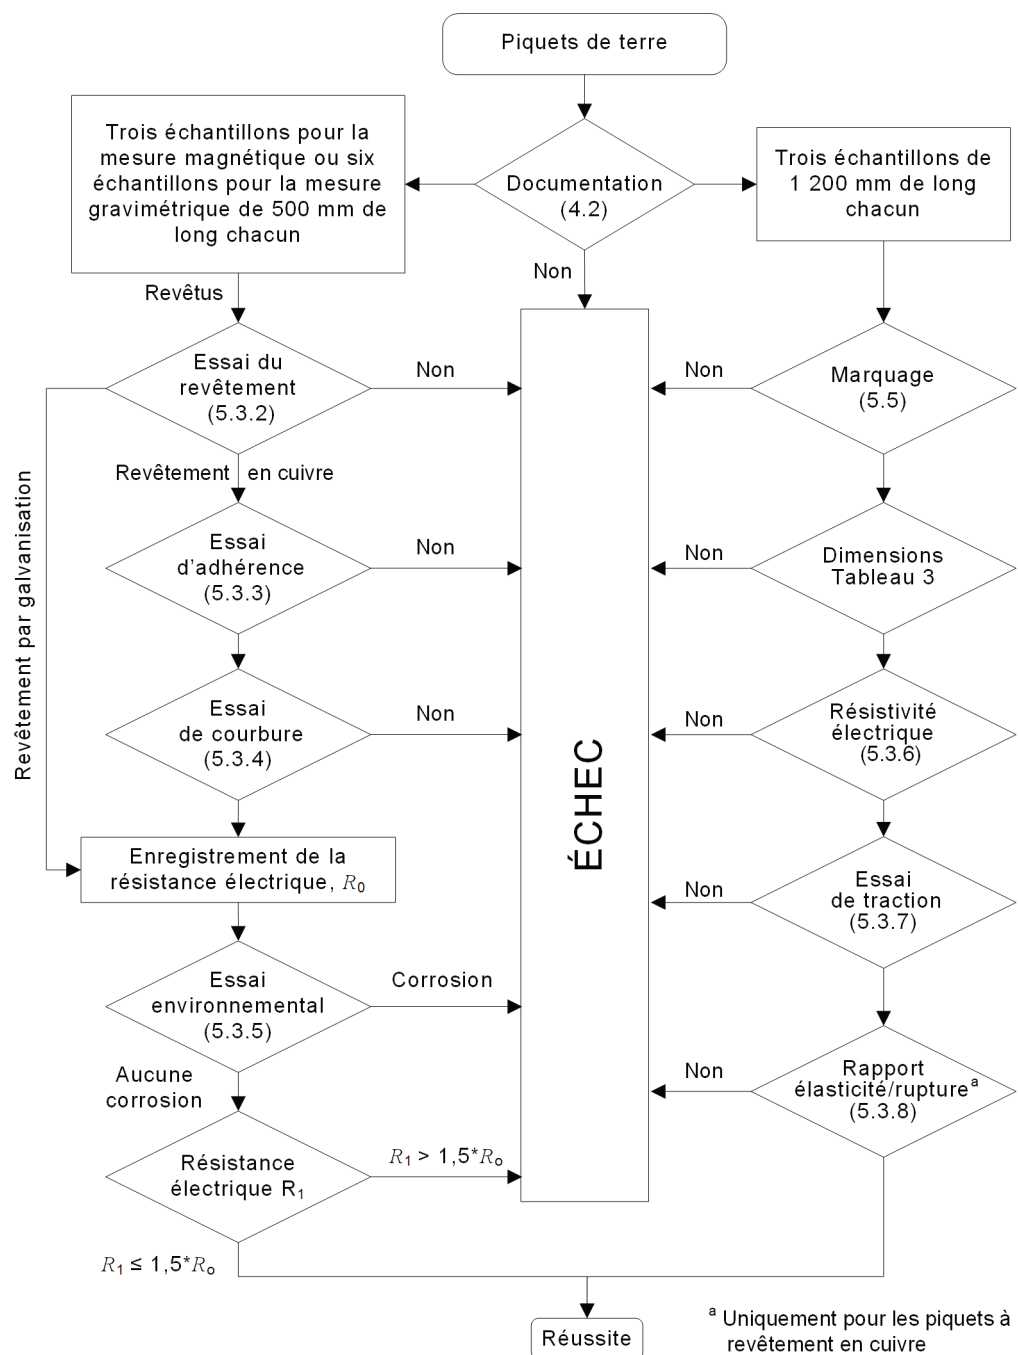 Piquets de terre
Trois échantillons pour la
mesure magnétique ou six
échantillons pour la mesure
gravimétrique de 500 mm de
long chacun
Documentation
(4.2)
Trois échantillons de
1 200 mm de long
chacun
Non
Revêtus
Essai du
revêtement
(5.3.2)
Non
Non
Marquage
(5.5)
Revêtement en cuivre
Revêtement par galvanisation
Essai
d'adhérence
(5.3.3)
Non
Non
Dimensions
Tableau 3
Essai
de courbure
(5.3.4)
Non
Non
Résistivité
électrique
(5.3.6)
ÉCHEC
Enregistrement de la
résistance électrique, R0
Non
Essai
de traction
(5.3.7)
Essai
environnemental
(5.3.5)
Corrosion
Aucune
corrosion
Non
Rapport
élasticité/rupture a
(5.3.8)
Résistance
électrique R1
R1 > 1,5*Ro
R1 ≤ 1,5*Ro
Réussite
a Uniquement pour les piquets à
revêtement en cuivre